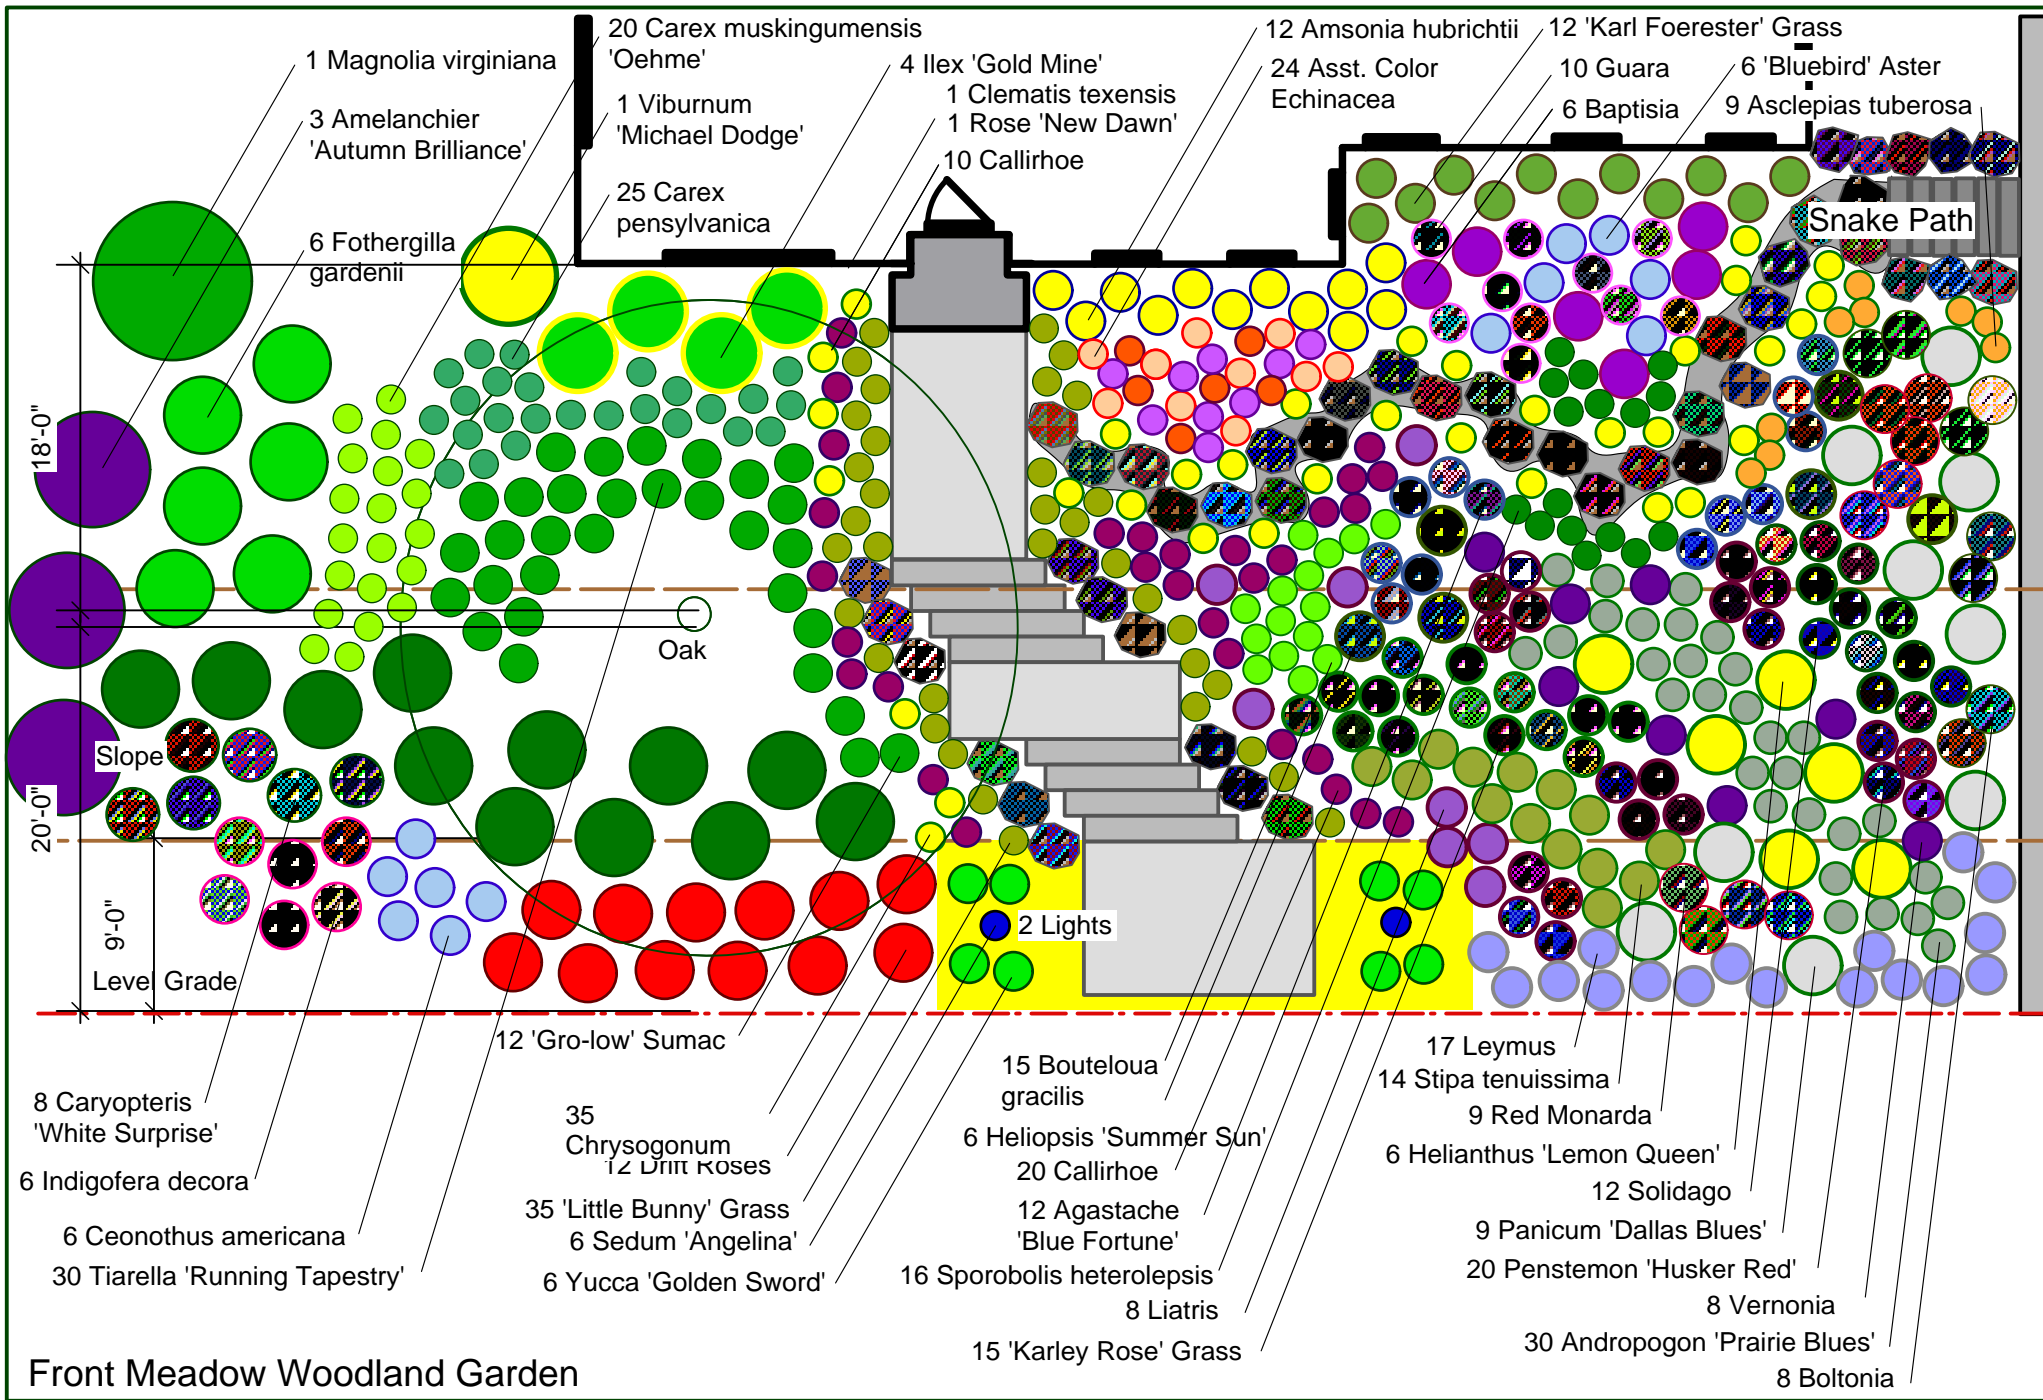 20 Carex muskingumensis
'Oehme'
12 Amsonia hubrichtii
12 'Karl Foerester' Grass
1 Magnolia virginiana
4 Ilex 'Gold Mine'
24 Asst. Color
Echinacea
10 Guara
6 'Bluebird' Aster
1 Viburnum
'Michael Dodge'
1 Clematis texensis
1 Rose 'New Dawn'
6 Baptisia
9 Asclepias tuberosa
3 Amelanchier
'Autumn Brilliance'
10 Callirhoe
25 Carex
pensylvanica
Snake Path
6 Fothergilla
gardenii
18'-0"
Oak
Slope
20'-0"
9'-0"
2 Lights
Level Grade
12 'Gro-low' Sumac
15 Bouteloua
gracilis
17 Leymus
14 Stipa tenuissima
8 Caryopteris
'White Surprise'
35
Chrysogonum
12 Drift Roses
9 Red Monarda
6 Heliopsis 'Summer Sun'
6 Helianthus 'Lemon Queen'
20 Callirhoe
6 Indigofera decora
12 Solidago
35 'Little Bunny' Grass
12 Agastache
'Blue Fortune'
6 Ceonothus americana
6 Sedum 'Angelina'
9 Panicum 'Dallas Blues'
30 Tiarella 'Running Tapestry'
6 Yucca 'Golden Sword'
16 Sporobolis heterolepsis
20 Penstemon 'Husker Red'
8 Liatris
8 Vernonia
15 'Karley Rose' Grass
30 Andropogon 'Prairie Blues'
8 Boltonia
Front Meadow Woodland Garden